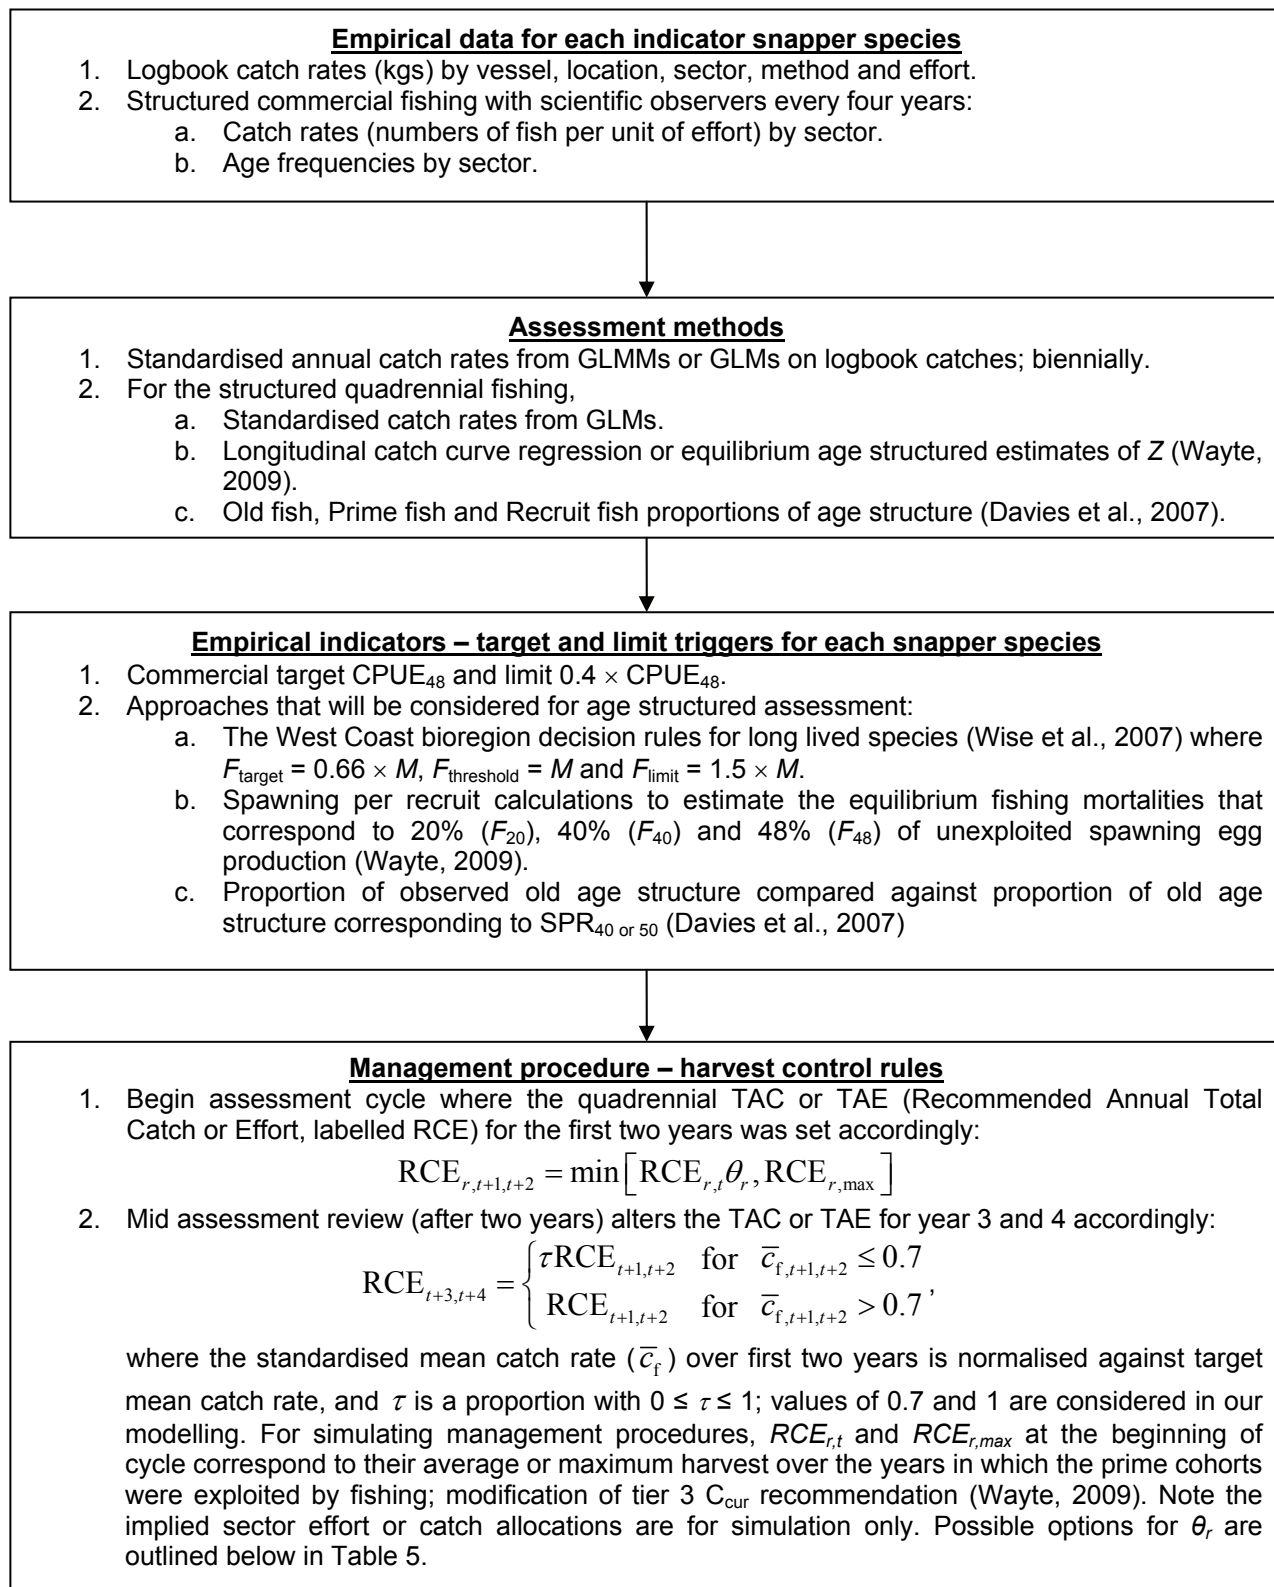 Empirical data for each indicator snapper species
1. Logbook catch rates (kgs) by vessel, location, sector, method and effort.
2. Structured commercial fishing with scientific observers every four years:
a. Catch rates (numbers of fish per unit of effort) by sector.
b. Age frequencies by sector.
Assessment methods
1. Standardised annual catch rates from GLMMs or GLMs on logbook catches; biennially.
2. For the structured quadrennial fishing,
a. Standardised catch rates from GLMs.
b. Longitudinal catch curve regression or equilibrium age structured estimates of Z (Wayte,
2009).
c. Old fish, Prime fish and Recruit fish proportions of age structure (Davies et al., 2007).
Empirical indicators – target and limit triggers for each snapper species
1. Commercial target CPUE₄₈ and limit 0.4 × CPUE₄₈.
2. Approaches that will be considered for age structured assessment:
a. The West Coast bioregion decision rules for long lived species (Wise et al., 2007) where
F_target = 0.66 × M, F_threshold = M and F_limit = 1.5 × M.
b. Spawning per recruit calculations to estimate the equilibrium fishing mortalities that
correspond to 20% (F₂₀), 40% (F₄₀) and 48% (F₄₈) of unexploited spawning egg
production (Wayte, 2009).
c. Proportion of observed old age structure compared against proportion of old age
structure corresponding to SPR₄₀ ₒᵣ ₅₀ (Davies et al., 2007)
Management procedure – harvest control rules
1. Begin assessment cycle where the quadrennial TAC or TAE (Recommended Annual Total
Catch or Effort, labelled RCE) for the first two years was set accordingly:
RCE_{r,t+1,t+2} = min[RCE_{r,t}θ_r, RCE_{r,max}]
2. Mid assessment review (after two years) alters the TAC or TAE for year 3 and 4 accordingly:
RCE_{t+3,t+4} = { τRCE_{t+1,t+2} for c̄_{f,t+1,t+2} ≤ 0.7
RCE_{t+1,t+2} for c̄_{f,t+1,t+2} > 0.7 ,
where the standardised mean catch rate (c̄_f) over first two years is normalised against target
mean catch rate, and τ is a proportion with 0 ≤ τ ≤ 1; values of 0.7 and 1 are considered in our
modelling. For simulating management procedures, RCE_{r,t} and RCE_{r,max} at the beginning of
cycle correspond to their average or maximum harvest over the years in which the prime cohorts
were exploited by fishing; modification of tier 3 C_cur recommendation (Wayte, 2009). Note the
implied sector effort or catch allocations are for simulation only. Possible options for θ_r are
outlined below in Table 5.